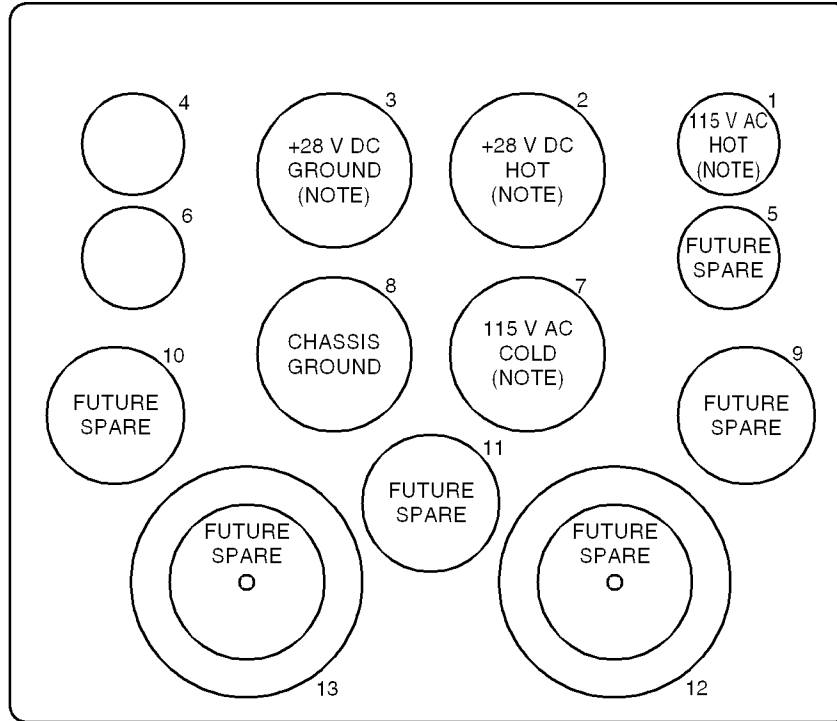 4
3
+28 V DC
GROUND
(NOTE)
2
+28 V DC
HOT
(NOTE)
1
115 V AC
HOT
(NOTE)
6
5
FUTURE
SPARE
8
CHASSIS
GROUND
7
115 V AC
COLD
(NOTE)
10
FUTURE
SPARE
9
FUTURE
SPARE
11
FUTURE
SPARE
FUTURE
SPARE
13
FUTURE
SPARE
12